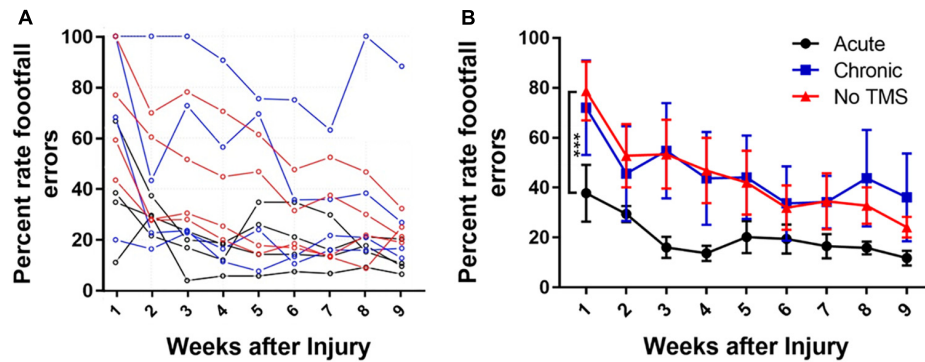 A
Percent rate foootfall
errors
100
80
60
40
20
0
1 2 3 4 5 6 7 8 9
Weeks after Injury
B
Percent rate foootfall
errors
100
80
60
40
20
0
***
Acute
Chronic
No TMS
1 2 3 4 5 6 7 8 9
Weeks after Injury